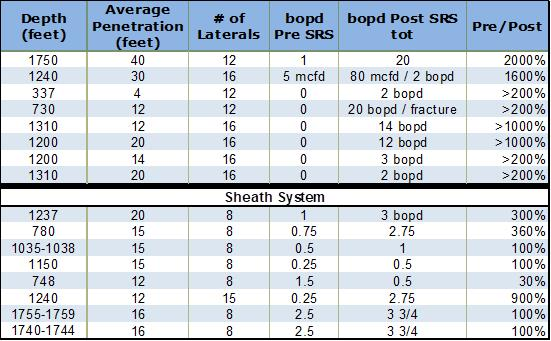 Depth (feet) Average Penetration (feet) # of Laterals bopd Pre SRS bopd Post SRS tot Pre/Post
1750 40 12 1 20 2000%
1240 30 16 5 mcfd 80 mcfd / 2 bopd 1600%
337 4 12 0 2 bopd >200%
730 12 12 0 20 bopd / fracture >200%
1310 12 16 0 14 bopd >1000%
1200 20 16 0 12 bopd >1000%
1200 14 16 0 3 bopd >200%
1310 20 16 0 2 bopd >200%
Sheath System
1237 20 8 1 3 bopd 300%
780 15 8 0.75 2.75 360%
1035-1038 15 8 0.5 1 100%
1150 15 8 0.25 0.5 100%
748 12 8 1.5 0.5 30%
1240 12 15 0.25 2.75 900%
1755-1759 16 8 2.5 3 3/4 100%
1740-1744 16 8 2.5 3 3/4 100%